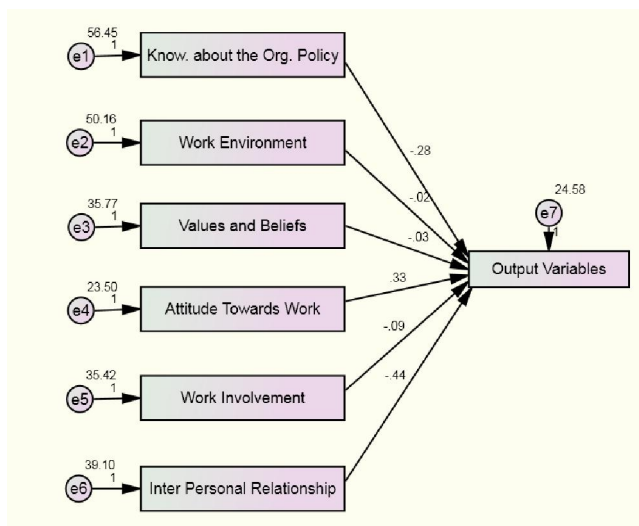 56.45
1
e1
Know. about the Org. Policy
-.28
50.16
1
e2
Work Environment
-.02
24.58
e7
1
35.77
1
e3
Values and Beliefs
-.03
Output Variables
23.50
1
e4
Attitude Towards Work
.33
35.42
1
e5
Work Involvement
-.09
-.44
39.10
1
e6
Inter Personal Relationship